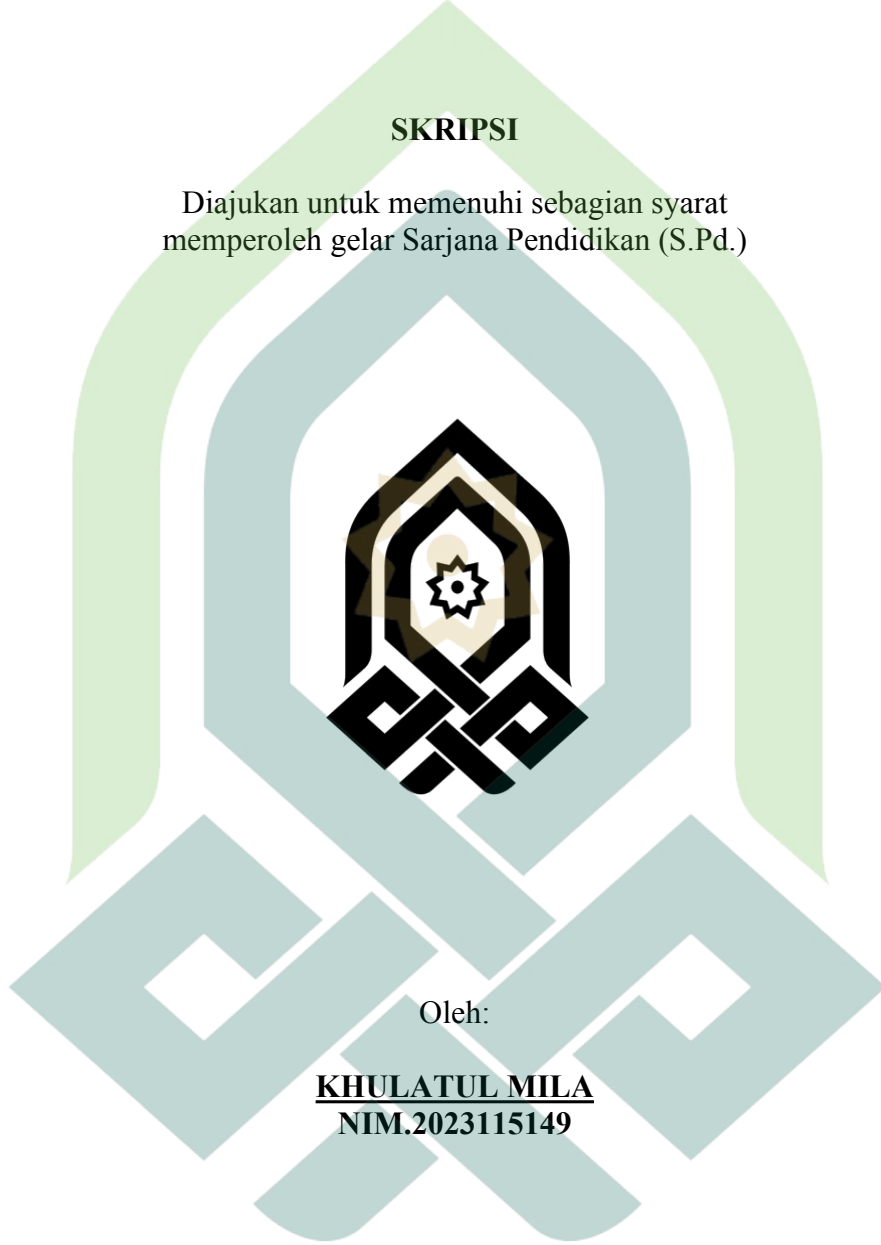 SKRIPSI
Diajukan untuk memenuhi sebagian syarat
memperoleh gelar Sarjana Pendidikan (S.Pd.)
Oleh:
KHULATUL MILA
NIM.2023115149